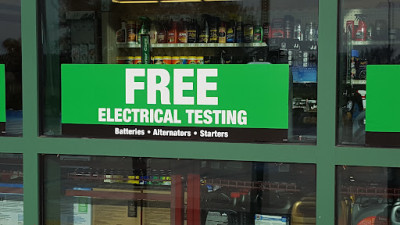 FREE
ELECTRICAL TESTING
Batteries • Alternators • Starters